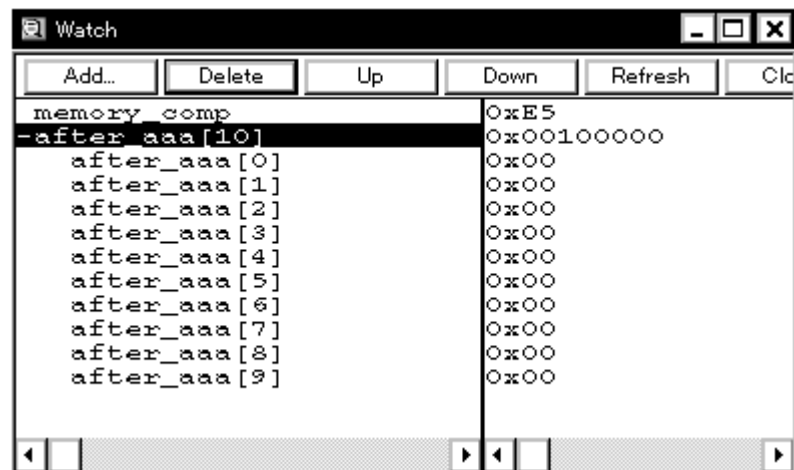 Watch
Add... Delete Up Down Refresh Clo
memory_comp 0xE5
-after_aaa[10] 0x00100000
after_aaa[0] 0x00
after_aaa[1] 0x00
after_aaa[2] 0x00
after_aaa[3] 0x00
after_aaa[4] 0x00
after_aaa[5] 0x00
after_aaa[6] 0x00
after_aaa[7] 0x00
after_aaa[8] 0x00
after_aaa[9] 0x00